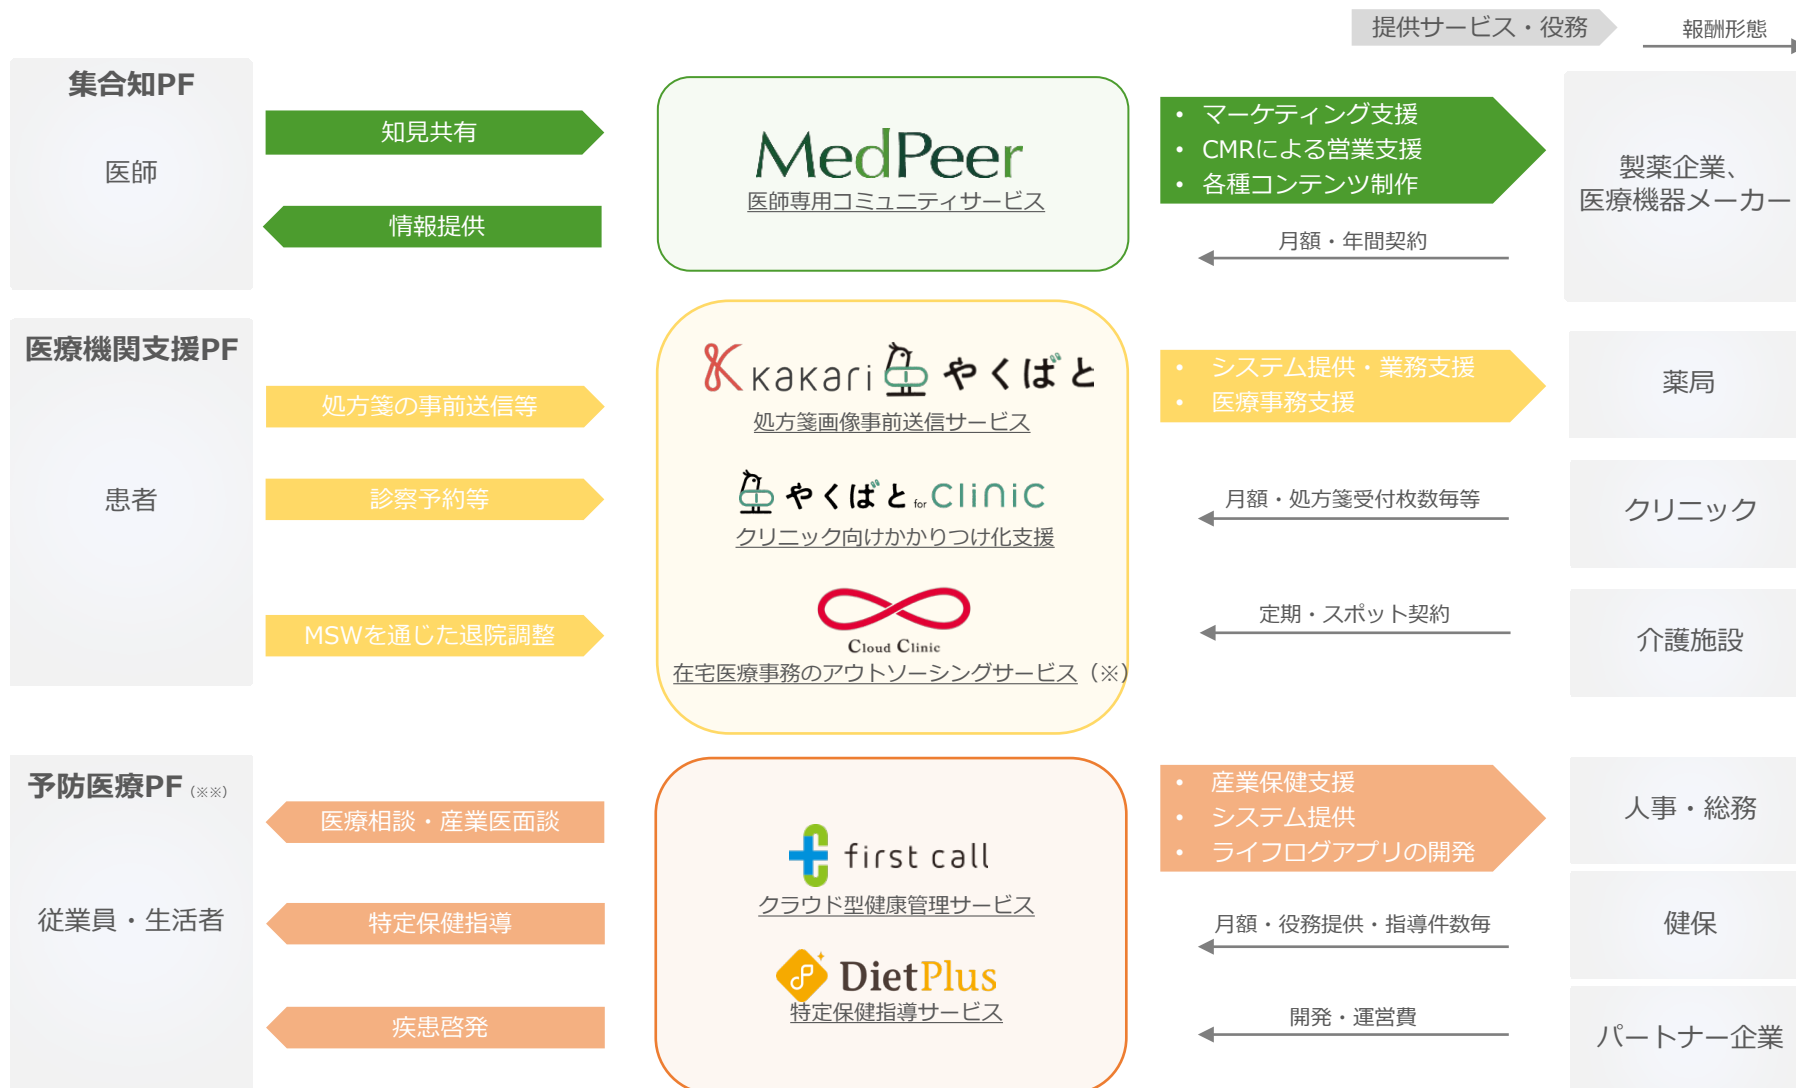 提供サービス・役務
報酬形態
集合知PF
医師
知見共有
情報提供
MedPeer
医師専用コミュニティサービス
• マーケティング支援
• CMRによる営業支援
• 各種コンテンツ制作
月額・年間契約
製薬企業、
医療機器メーカー
医療機関支援PF
患者
処方箋の事前送信等
診察予約等
MSWを通じた退院調整
kakari やくばと
処方箋画像事前送信サービス
やくばと for CliniC
クリニック向けかかりつけ化支援
Cloud Clinic
在宅医療事務のアウトソーシングサービス（※）
• システム提供・業務支援
• 医療事務支援
月額・処方箋受付枚数毎等
定期・スポット契約
薬局
クリニック
介護施設
予防医療PF（※※）
従業員・生活者
医療相談・産業医面談
特定保健指導
疾患啓発
first call
クラウド型健康管理サービス
DietPlus
特定保健指導サービス
• 産業保健支援
• システム提供
• ライフログアプリの開発
月額・役務提供・指導件数毎
開発・運営費
人事・総務
健保
パートナー企業